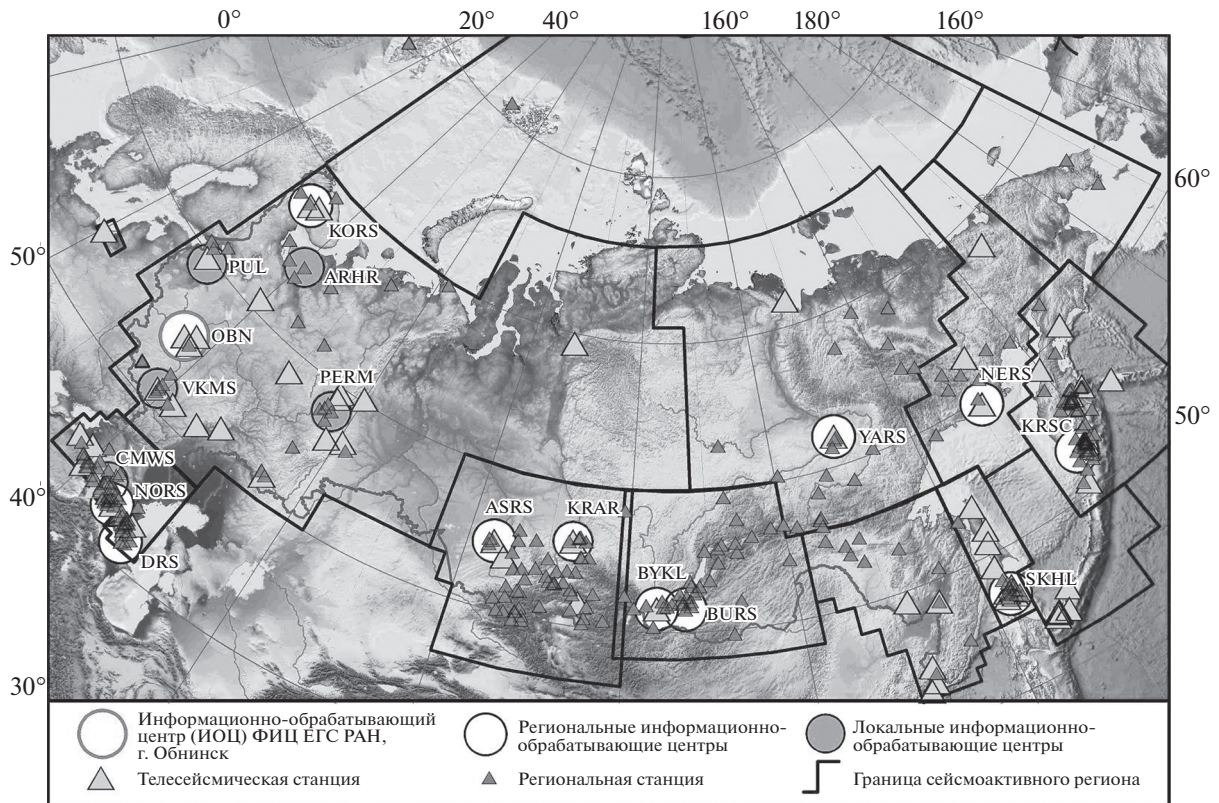 0°
20°
40°
160°
180°
160°
60°
50°
50°
40°
30°
KORS
PUL
ARHR
OBN
VKMS
PERM
CMWS
NORS
DRS
NERS
KRSC
YARS
ASRS
KRAR
BYKL
BURS
SKHL
Информационно-обрабатывающий
центр (ИОЦ) ФИЦ ЕГС РАН,
г. Обнинск
Региональные информационно-
обрабатывающие центры
Локальные информационно-
обрабатывающие центры
Телесейсмическая станция
Региональная станция
Граница сейсмоактивного региона